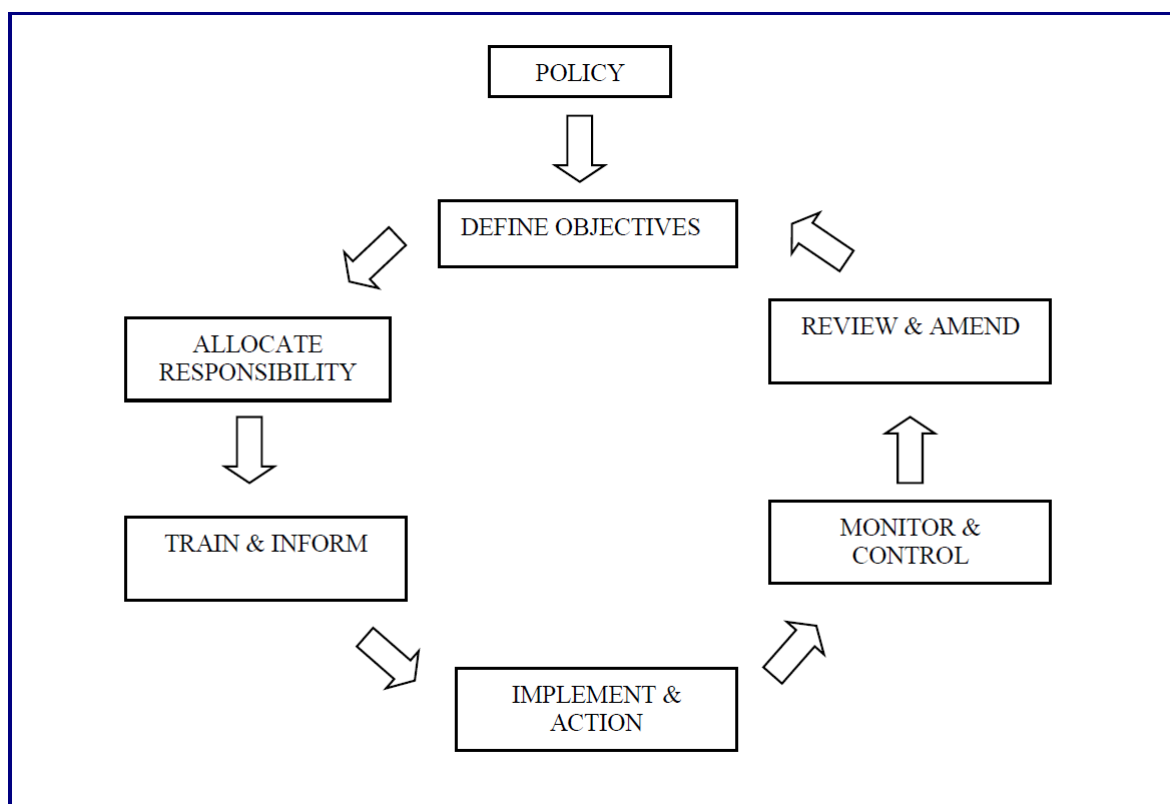 POLICY
DEFINE OBJECTIVES
ALLOCATE
RESPONSIBILITY
TRAIN & INFORM
IMPLEMENT &
ACTION
MONITOR &
CONTROL
REVIEW & AMEND